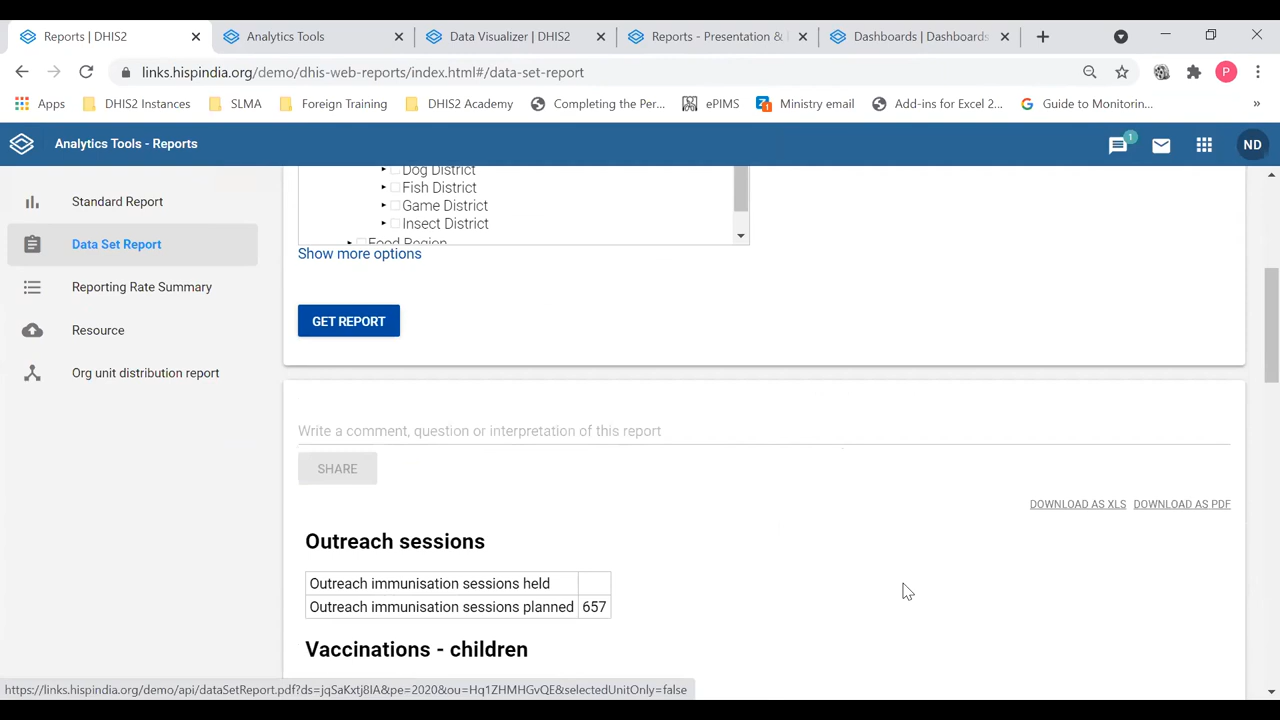 Reports | DHIS2
Analytics Tools
Data Visualizer | DHIS2
Reports - Presentation &
Dashboards | Dashboards
links.hispindia.org/demo/dhis-web-reports/index.html#/data-set-report
P
Apps
DHIS2 Instances
SLMA
Foreign Training
DHIS2 Academy
Completing the Per...
ePIMS
Ministry email
Add-ins for Excel 2...
Guide to Monitorin...
»
Analytics Tools - Reports
1
ND
Standard Report
Data Set Report
Reporting Rate Summary
Resource
Org unit distribution report
Dog District
Fish District
Game District
Insect District
Food Region
Show more options
GET REPORT
Write a comment, question or interpretation of this report
SHARE
DOWNLOAD AS XLS DOWNLOAD AS PDF
Outreach sessions
Outreach immunisation sessions held
Outreach immunisation sessions planned 657
Vaccinations - children
https://links.hispindia.org/demo/api/dataSetReport.pdf?ds=jqSaKxtj8IA&pe=2020&ou=Hq1ZHMHGvQE&selectedUnitOnly=false